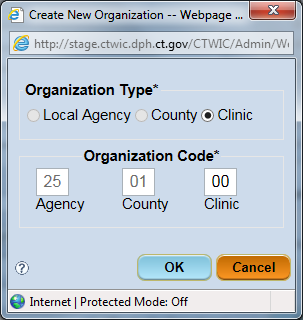 Create New Organization -- Webpage ...
http://stage.ctwic.dph.ct.gov/CTWIC/Admin/We
Organization Type*
Local Agency County Clinic
Organization Code*
25 01 00
Agency County Clinic
? OK Cancel
Internet | Protected Mode: Off